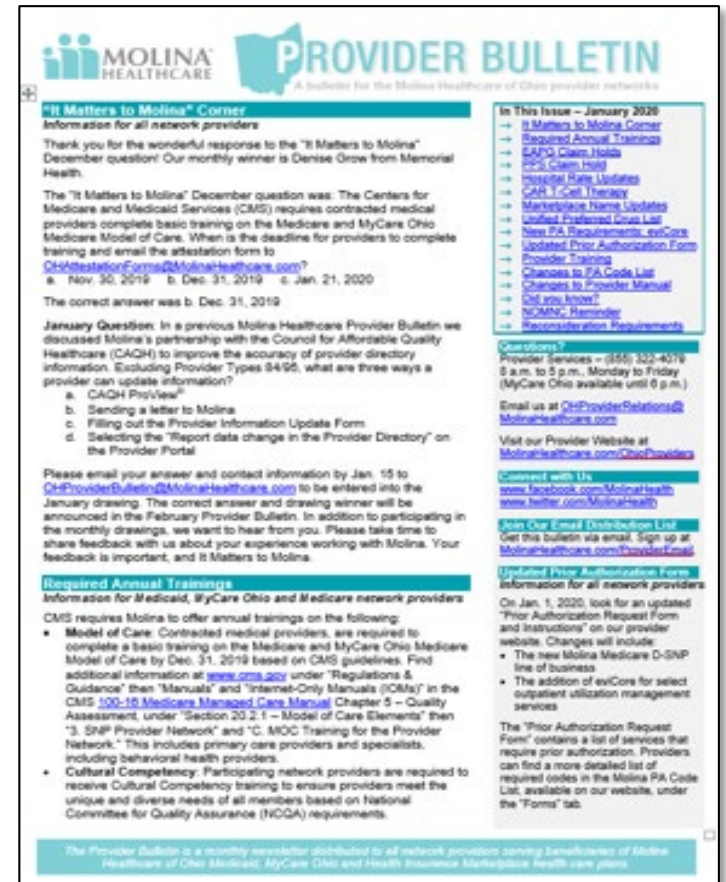 MOLINA
HEALTHCARE
PROVIDER BULLETIN
A bulletin for the Molina Healthcare of Ohio provider networks
"It Matters to Molina" Corner
Information for all network providers
Thank you for the wonderful response to the "It Matters to Molina"
December question! Our monthly winner is Denise Grow from Memorial
Health.
The "It Matters to Molina" December question was: The Centers for
Medicare and Medicaid Services (CMS) requires contracted medical
providers complete basic training on the Medicare and MyCare Ohio
Medicare Model of Care. When is the deadline for providers to complete
training and email the attestation form to
OHAttestationForms@MolinaHealthcare.com?
a. Nov. 30, 2019 b. Dec. 31, 2019 c. Jan. 21, 2020
The correct answer was b. Dec. 31, 2019
January Question: In a previous Molina Healthcare Provider Bulletin we
discussed Molina's partnership with the Council for Affordable Quality
Healthcare (CAQH) to improve the accuracy of provider directory
information. Excluding Provider Types 84/95, what are three ways a
provider can update information?
a. CAQH ProView®
b. Sending a letter to Molina
c. Filling out the Provider Information Update Form
d. Selecting the "Report data change in the Provider Directory" on
the Provider Portal
Please email your answer and contact information by Jan. 15 to
OHProviderBulletin@MolinaHealthcare.com to be entered into the
January drawing. The correct answer and drawing winner will be
announced in the February Provider Bulletin. In addition to participating in
the monthly drawings, we want to hear from you. Please take time to
share feedback with us about your experience working with Molina. Your
feedback is important, and It Matters to Molina.
Required Annual Trainings
Information for Medicaid, MyCare Ohio and Medicare network providers
CMS requires Molina to offer annual trainings on the following:
• Model of Care: Contracted medical providers, are required to
complete a basic training on the Medicare and MyCare Ohio Medicare
Model of Care by Dec. 31, 2019 based on CMS guidelines. Find
additional information at www.cms.gov under "Regulations &
Guidance" then "Manuals" and "Internet-Only Manuals (IOMs)" in the
CMS 100-16 Medicare Managed Care Manual Chapter 5 – Quality
Assessment, under "Section 20.2.1 – Model of Care Elements" then
"3. SNP Provider Network" and "C. MOC Training for the Provider
Network." This includes primary care providers and specialists,
including behavioral health providers.
• Cultural Competency: Participating network providers are required to
receive Cultural Competency training to ensure providers meet the
unique and diverse needs of all members based on National
Committee for Quality Assurance (NCQA) requirements.
In This Issue – January 2020
→ It Matters to Molina Corner
→ Required Annual Trainings
→ EAPG Claim Holds
→ PPS Claim Hold
→ Hospital Rate Updates
→ CAR T-Cell Therapy
→ Marketplace Name Updates
→ Unified Preferred Drug List
→ New PA Requirements: eviCore
→ Updated Prior Authorization Form
→ Provider Training
→ Changes to PA Code List
→ Changes to Provider Manual
→ Did you know?
→ NOMNC Reminder
→ Reconsideration Requirements
Questions?
Provider Services – (855) 322-4079
8 a.m. to 5 p.m., Monday to Friday
(MyCare Ohio available until 6 p.m.)
Email us at OHProviderRelations@
MolinaHealthcare.com
Visit our Provider Website at
MolinaHealthcare.com/OhioProviders
Connect with Us
www.facebook.com/MolinaHealth
www.twitter.com/MolinaHealth
Join Our Email Distribution List
Get this bulletin via email. Sign up at
MolinaHealthcare.com/ProviderEmail.
Updated Prior Authorization Form
Information for all network providers
On Jan. 1, 2020, look for an updated
"Prior Authorization Request Form
and Instructions" on our provider
website. Changes will include:
• The new Molina Medicare D-SNP
line of business
• The addition of eviCore for select
outpatient utilization management
services
The "Prior Authorization Request
Form" contains a list of services that
require prior authorization. Providers
can find a more detailed list of
required codes in the Molina PA Code
List, available on our website, under
the "Forms" tab.
The Provider Bulletin is a monthly newsletter distributed to all network providers serving beneficiaries of Molina
Healthcare of Ohio Medicaid, MyCare Ohio and Health Insurance Marketplace health care plans